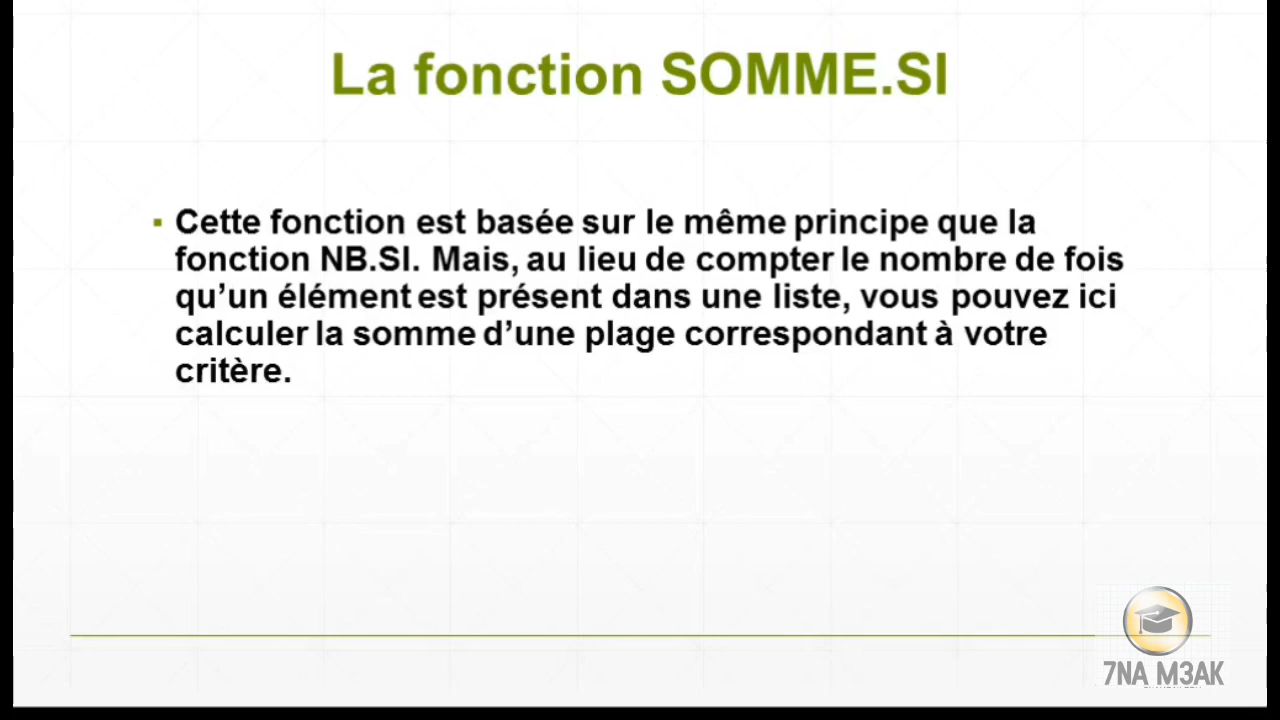 La fonction SOMME.SI
▪ Cette fonction est basée sur le même principe que la
fonction NB.SI. Mais, au lieu de compter le nombre de fois
qu’un élément est présent dans une liste, vous pouvez ici
calculer la somme d’une plage correspondant à votre
critère.
7NA M3AK